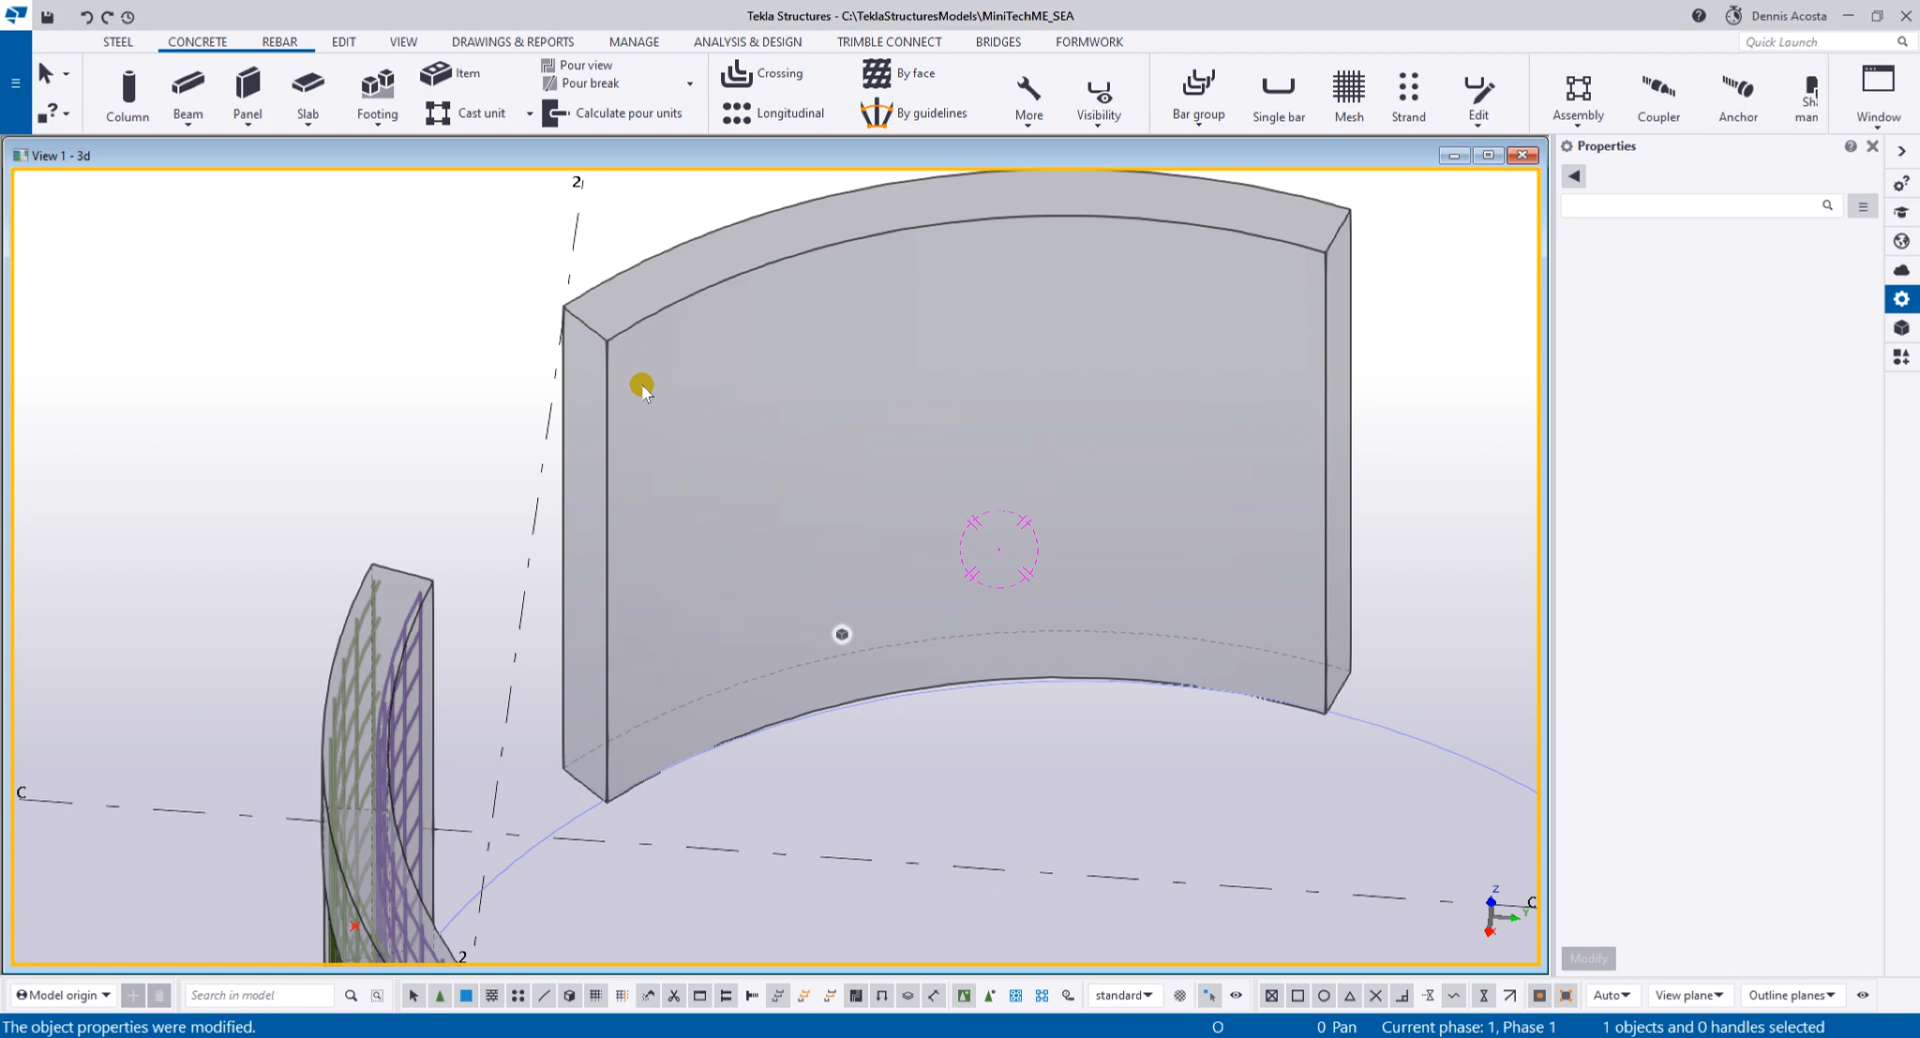 Tekla Structures - C:\TeklaStructuresModels\MiniTechME_SEA
Dennis Acosta
STEEL CONCRETE REBAR EDIT VIEW DRAWINGS & REPORTS MANAGE ANALYSIS & DESIGN TRIMBLE CONNECT BRIDGES FORMWORK
Quick Launch
Column
Beam
Panel
Slab
Footing
Item
Cast unit
Pour view
Pour break
Calculate pour units
Crossing
Longitudinal
By face
By guidelines
More
Visibility
Bar group
Single bar
Mesh
Strand
Edit
Assembly
Coupler
Anchor
Sh
man
Window
View 1 - 3d
Properties
2
C
2
Z
Y
C
Modify
Model origin
Search in model
standard
Auto
View plane
Outline planes
The object properties were modified.
O
0 Pan
Current phase: 1, Phase 1
1 objects and 0 handles selected